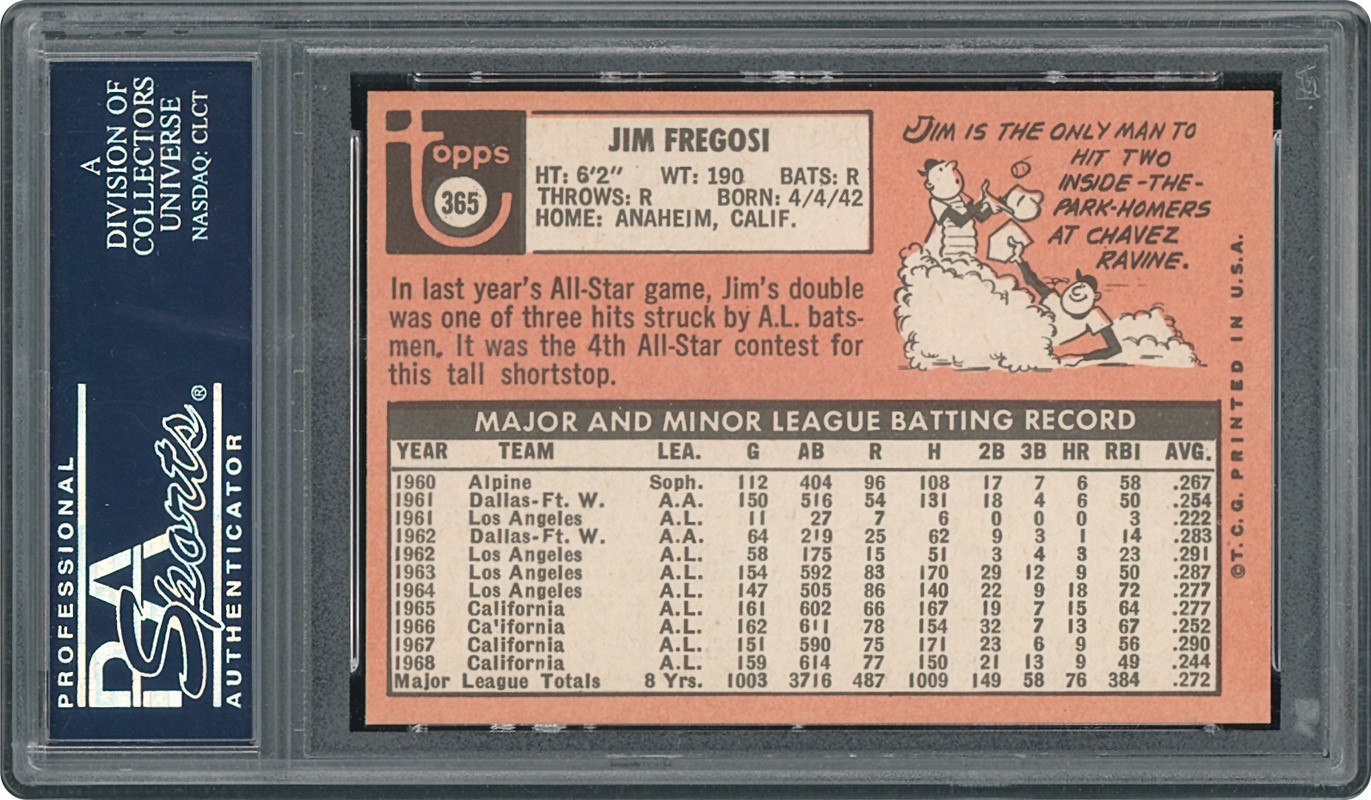 A
DIVISION OF
COLLECTORS
UNIVERSE
NASDAQ: CLCT
PROFESSIONAL
PSA
Sports®
AUTHENTICATOR
topps
365
JIM FREGOSI
HT: 6'2" WT: 190 BATS: R
THROWS: R BORN: 4/4/42
HOME: ANAHEIM, CALIF.
JIM IS THE ONLY MAN TO
HIT TWO
INSIDE-THE-
PARK-HOMERS
AT CHAVEZ
RAVINE.
In last year's All-Star game, Jim's double
was one of three hits struck by A.L. bats-
men. It was the 4th All-Star contest for
this tall shortstop.
MAJOR AND MINOR LEAGUE BATTING RECORD
YEAR TEAM LEA. G AB R H 2B 3B HR RBI AVG.
1960 Alpine Soph. 112 404 96 108 17 7 6 58 .267
1961 Dallas-Ft. W. A.A. 150 516 54 131 18 4 6 50 .254
1961 Los Angeles A.L. 11 27 7 6 0 0 0 3 .222
1962 Dallas-Ft. W. A.A. 64 219 25 62 9 3 1 14 .283
1962 Los Angeles A.L. 58 175 15 51 3 4 3 23 .291
1963 Los Angeles A.L. 154 592 83 170 29 12 9 50 .287
1964 Los Angeles A.L. 147 505 86 140 22 9 18 72 .277
1965 California A.L. 161 602 66 167 19 7 15 64 .277
1966 Ca'ifornia A.L. 162 611 78 154 32 7 13 67 .252
1967 California A.L. 151 590 75 171 23 6 9 56 .290
1968 California A.L. 159 614 77 150 21 13 9 49 .244
Major League Totals 8 Yrs. 1003 3716 487 1009 149 58 76 384 .272
©T.C.G. PRINTED IN U.S.A.